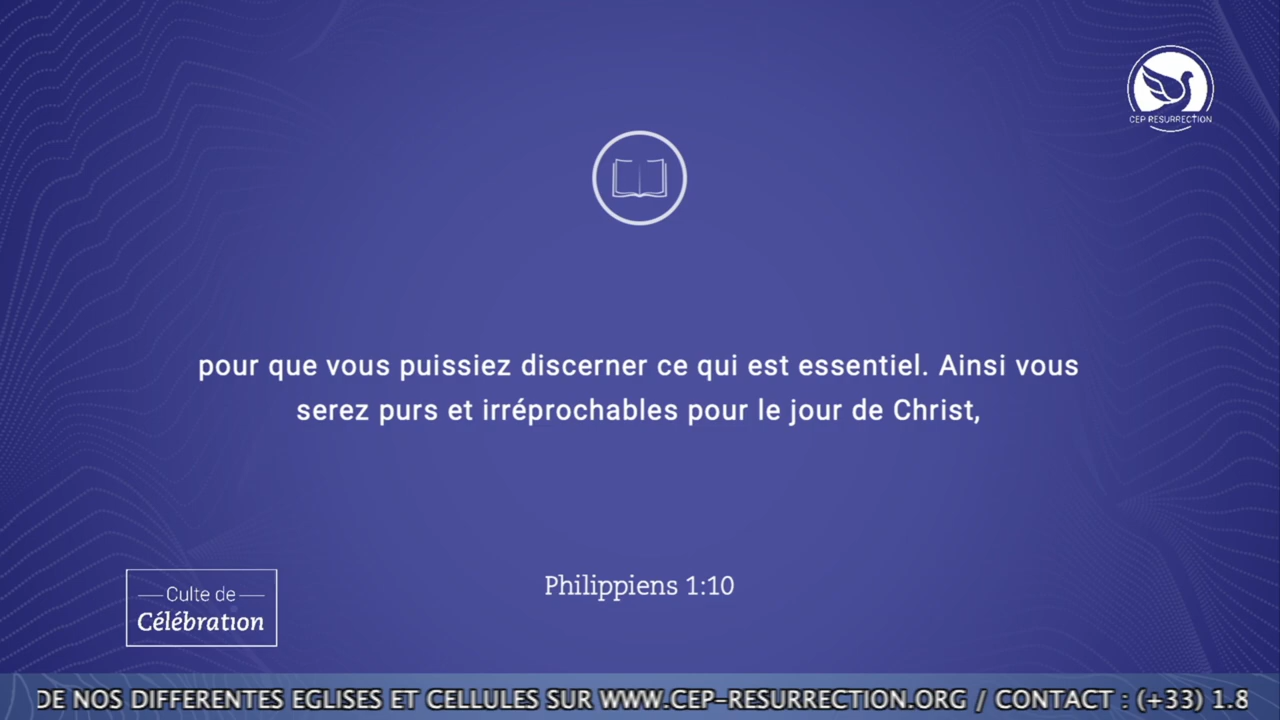 CEP RESURRECTION
pour que vous puissiez discerner ce qui est essentiel. Ainsi vous
serez purs et irréprochables pour le jour de Christ,
Philippiens 1:10
Culte de
Célébration
DE NOS DIFFERENTES EGLISES ET CELLULES SUR WWW.CEP-RESURRECTION.ORG / CONTACT : (+33) 1.8